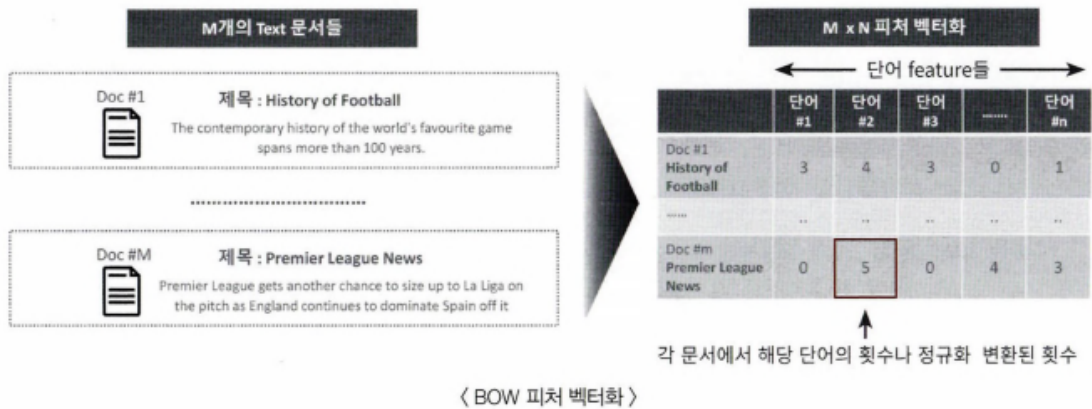 M개의 Text 문서들
Doc #1
제목 : History of Football
The contemporary history of the world's favourite game
spans more than 100 years.
................................
Doc #M
제목 : Premier League News
Premier League gets another chance to size up to La Liga on
the pitch as England continues to dominate Spain off it
M x N 피처 벡터화
단어 feature들
단어 #1 단어 #2 단어 #3 ....... 단어 #n
Doc #1
History of Football 3 4 3 0 1
...... .. .. .. .. ..
Doc #m
Premier League News 0 5 0 4 3
각 문서에서 해당 단어의 횟수나 정규화 변환된 횟수
〈 BOW 피처 벡터화 〉